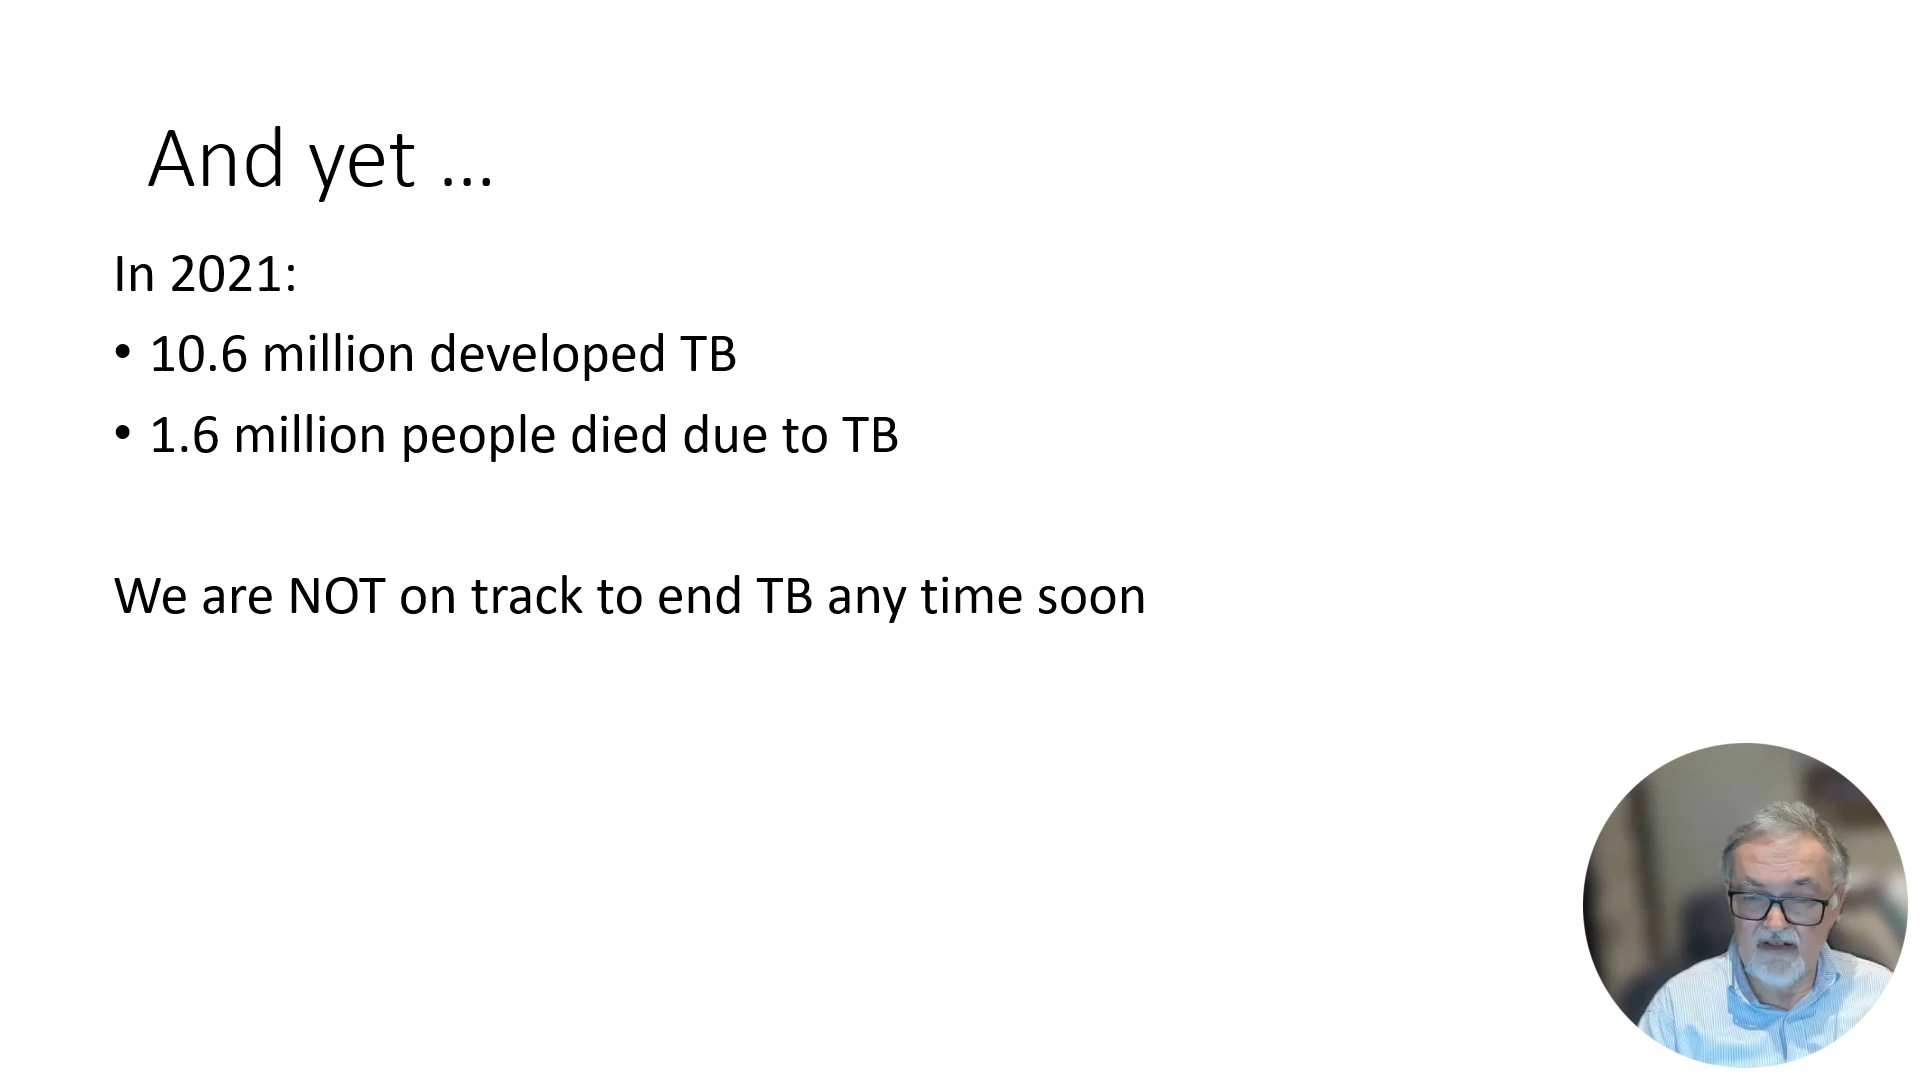 And yet …
In 2021:
• 10.6 million developed TB
• 1.6 million people died due to TB
We are NOT on track to end TB any time soon